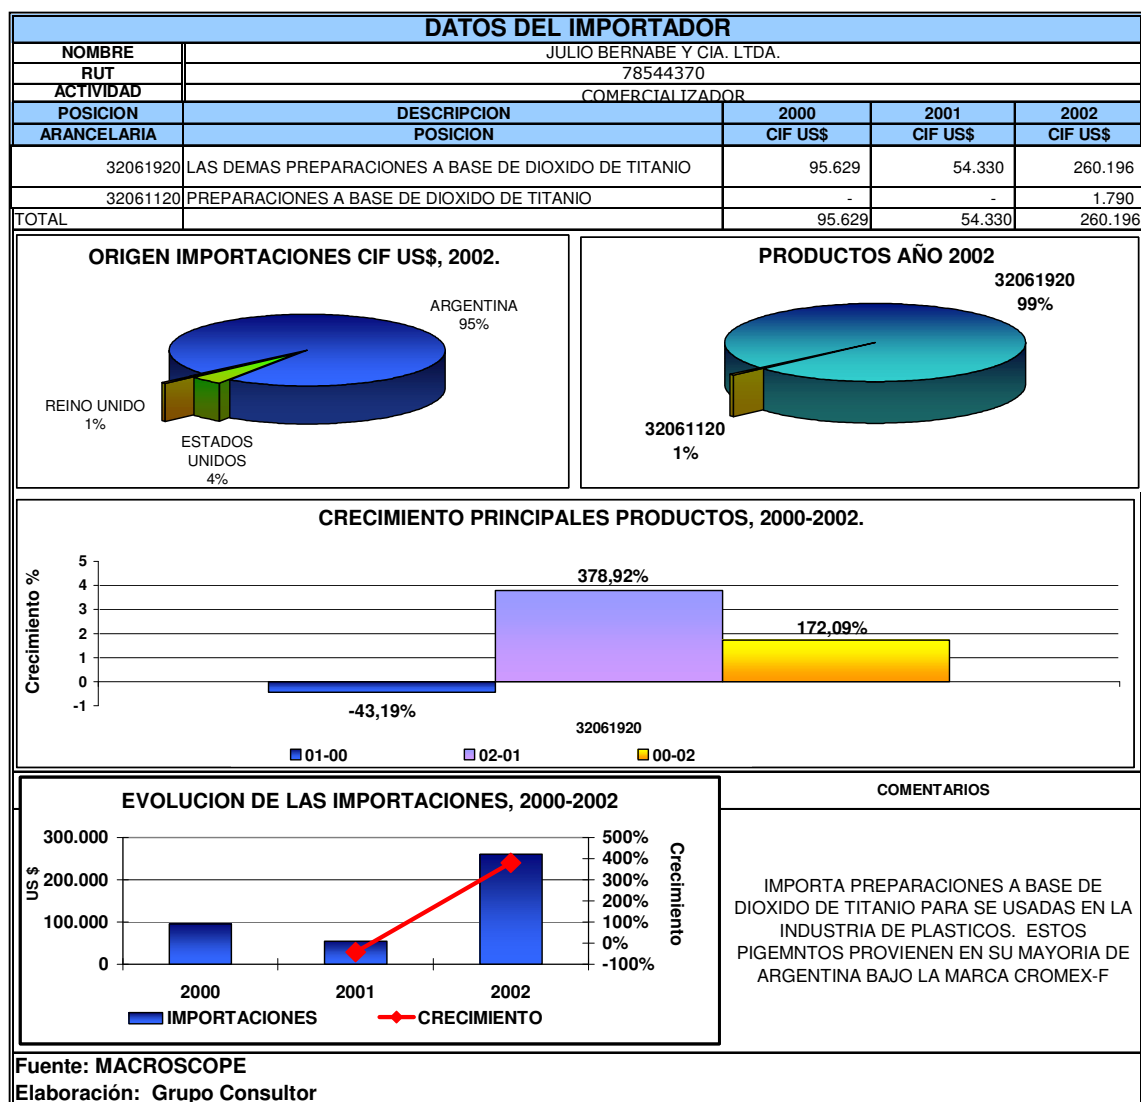 DATOS DEL IMPORTADOR
NOMBRE JULIO BERNABE Y CIA. LTDA.
RUT 78544370
ACTIVIDAD COMERCIALIZADOR
POSICION DESCRIPCION 2000 2001 2002
ARANCELARIA POSICION CIF US$ CIF US$ CIF US$
32061920 LAS DEMAS PREPARACIONES A BASE DE DIOXIDO DE TITANIO 95.629 54.330 260.196
32061120 PREPARACIONES A BASE DE DIOXIDO DE TITANIO - - 1.790
TOTAL 95.629 54.330 260.196
ORIGEN IMPORTACIONES CIF US$, 2002.
ARGENTINA
95%
REINO UNIDO
1%
ESTADOS
UNIDOS
4%
PRODUCTOS AÑO 2002
32061920
99%
32061120
1%
CRECIMIENTO PRINCIPALES PRODUCTOS, 2000-2002.
Crecimiento %
5
4
3
2
1
0
-1
378,92%
172,09%
-43,19%
32061920
01-00 02-01 00-02
EVOLUCION DE LAS IMPORTACIONES, 2000-2002
US $
300.000
200.000
100.000
0
500%
400%
300%
200%
100%
0%
-100%
Crecimiento
2000 2001 2002
IMPORTACIONES CRECIMIENTO
COMENTARIOS
IMPORTA PREPARACIONES A BASE DE
DIOXIDO DE TITANIO PARA SE USADAS EN LA
INDUSTRIA DE PLASTICOS. ESTOS
PIGEMNTOS PROVIENEN EN SU MAYORIA DE
ARGENTINA BAJO LA MARCA CROMEX-F
Fuente: MACROSCOPE
Elaboración: Grupo Consultor